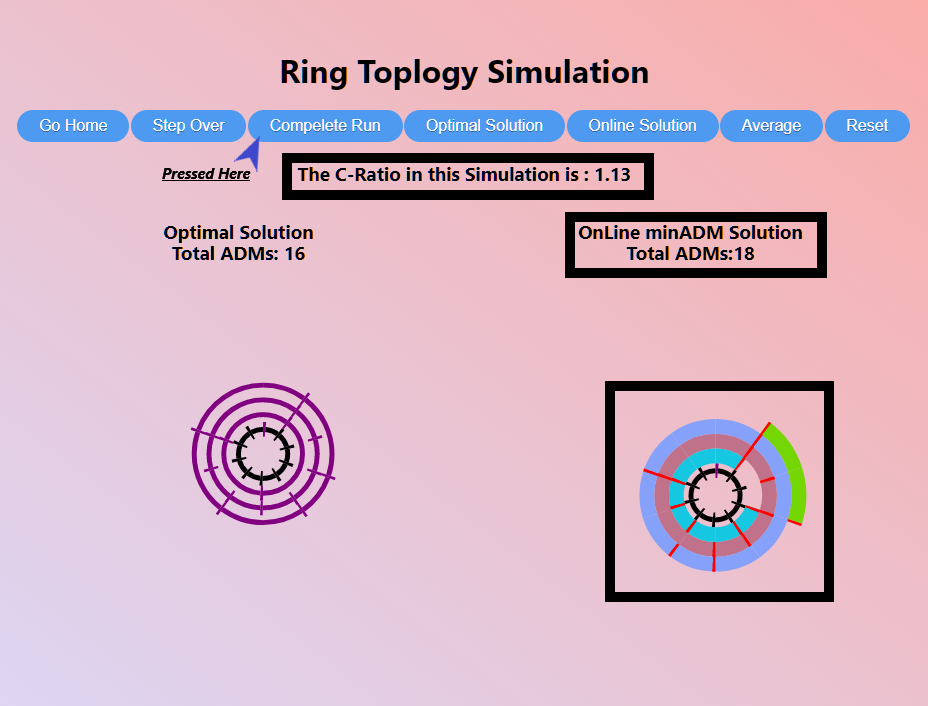 Ring Toplogy Simulation
Go Home Step Over Compelete Run Optimal Solution Online Solution Average Reset
Pressed Here
The C-Ratio in this Simulation is : 1.13
Optimal Solution
Total ADMs: 16
OnLine minADM Solution
Total ADMs:18